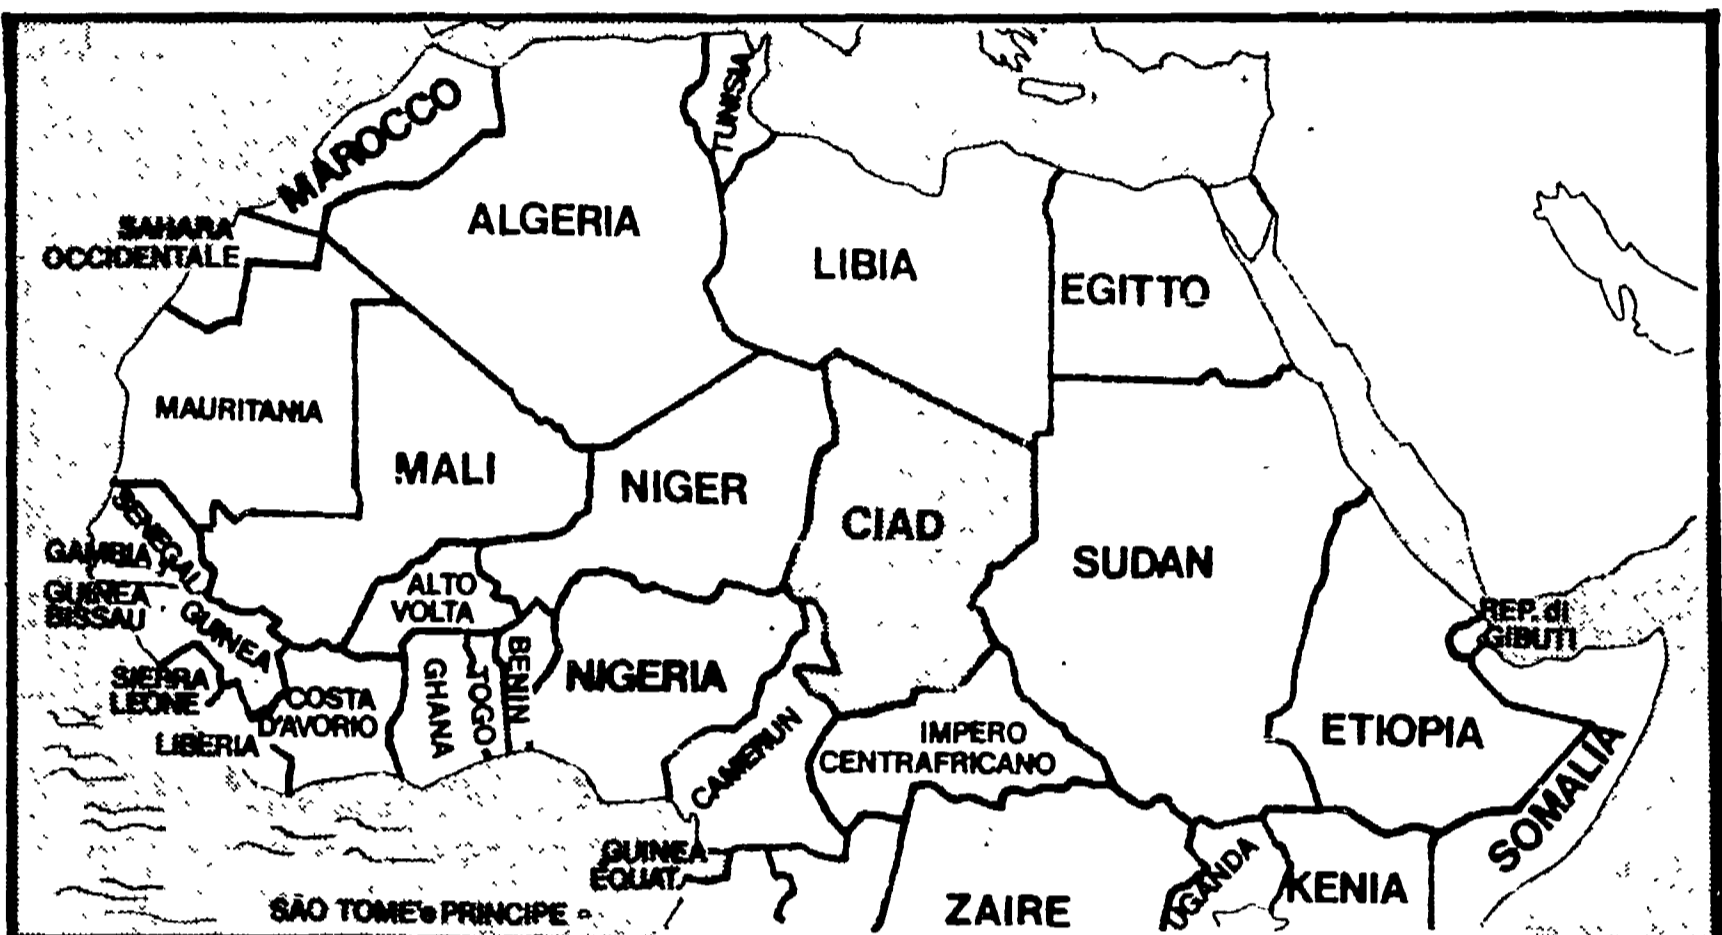 MAROCCO
TUNISIA
ALGERIA
SAHARA
OCCIDENTALE
LIBIA
EGITTO
MAURITANIA
MALI
NIGER
CIAD
SUDAN
SENEGAL
GAMBIA
GUINEA
BISSAU
GUINEA
ALTO
VOLTA
REP. di
GIBUTI
SIERRA
LEONE
COSTA
D'AVORIO
LIBERIA
GHANA
TOGO
BENIN
NIGERIA
CAMERUN
IMPERO
CENTRAFRICANO
ETIOPIA
SOMALIA
GUINEA
EQUAT.
SÃO TOME' e PRINCIPE
ZAIRE
UGANDA
KENIA